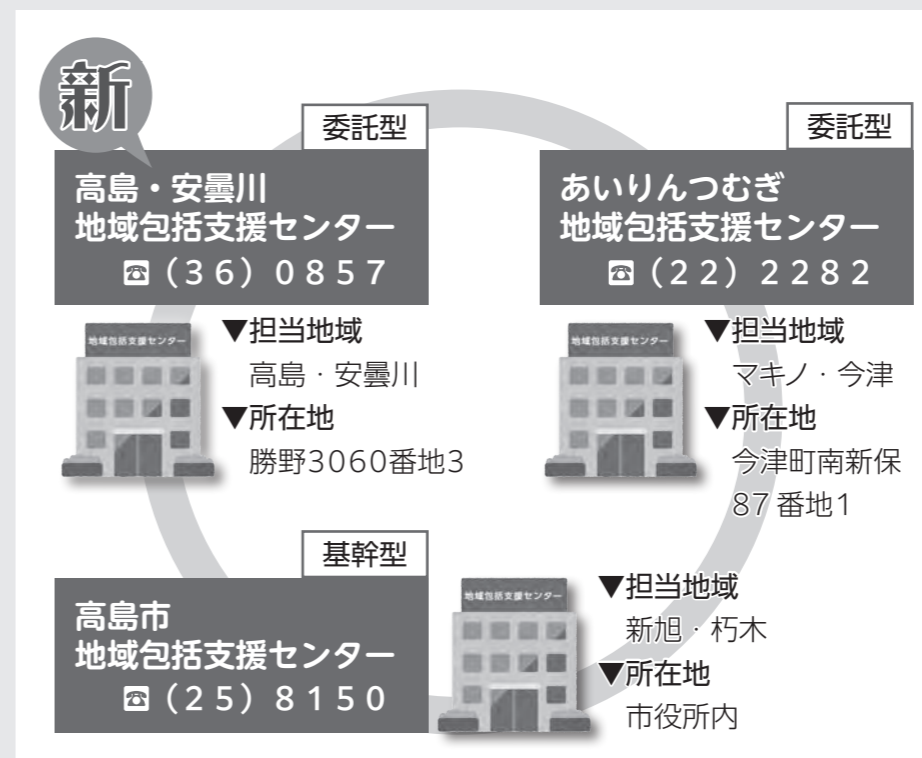 新
委託型
高島・安曇川
地域包括支援センター
☎(36)0857
地域包括支援センター
▼担当地域
高島・安曇川
▼所在地
勝野3060番地3
委託型
あいりんつむぎ
地域包括支援センター
☎(22)2282
地域包括支援センター
▼担当地域
マキノ・今津
▼所在地
今津町南新保
87番地1
基幹型
高島市
地域包括支援センター
☎(25)8150
地域包括支援センター
▼担当地域
新旭・朽木
▼所在地
市役所内